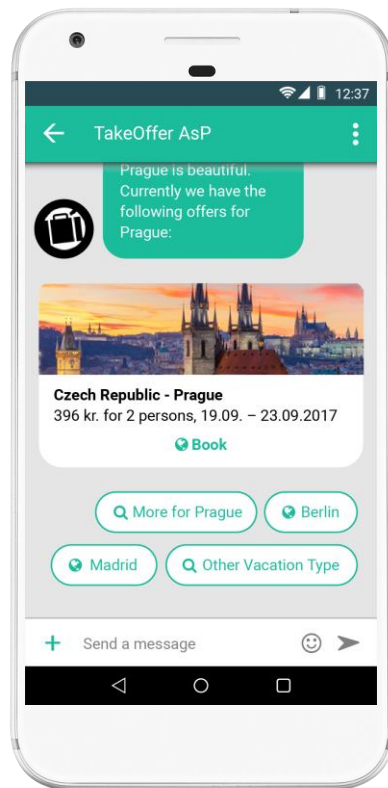 12:37
TakeOffer AsP
Prague is beautiful.
Currently we have the
following offers for
Prague:
Czech Republic - Prague
396 kr. for 2 persons, 19.09. – 23.09.2017
Book
More for Prague
Berlin
Madrid
Other Vacation Type
Send a message